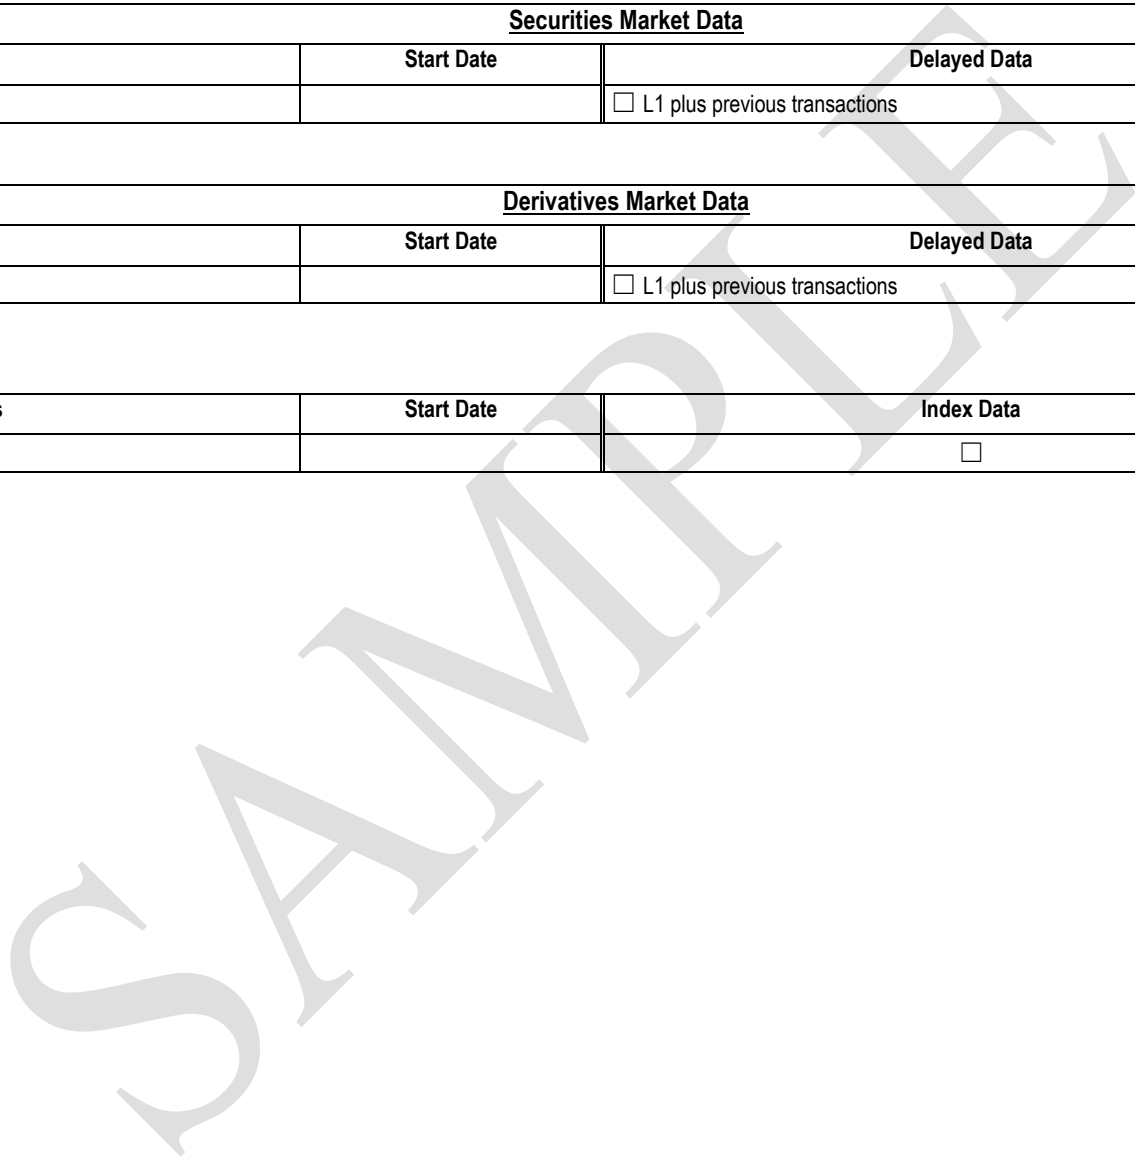 Securities Market Data
Start Date Delayed Data
☐ L1 plus previous transactions
Derivatives Market Data
Start Date Delayed Data
☐ L1 plus previous transactions
s Start Date Index Data
☐
SAMPLE